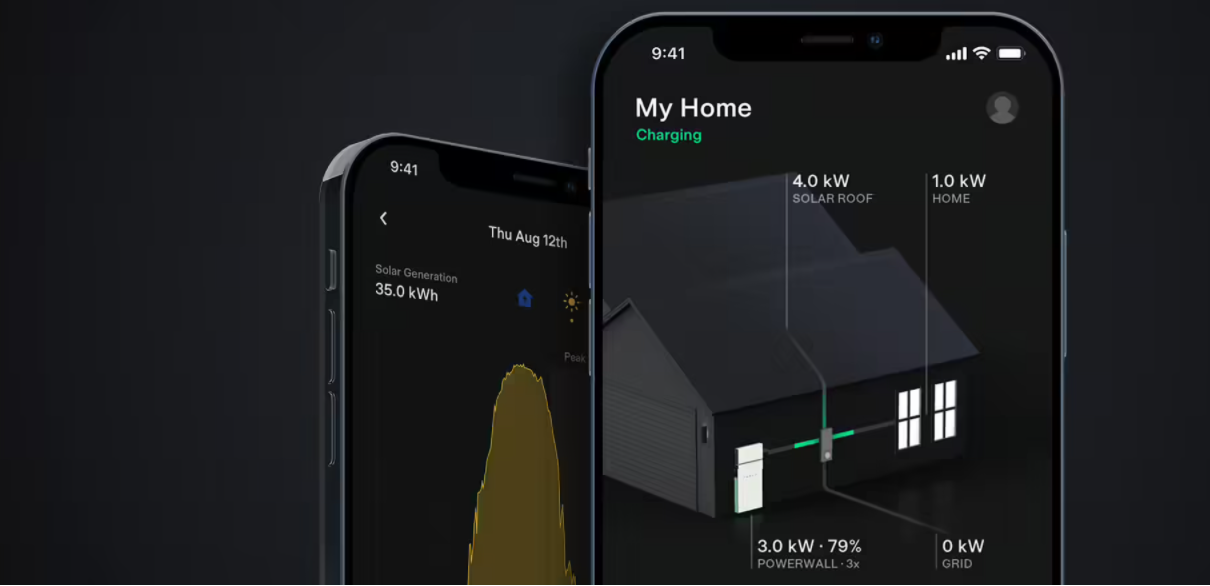 9:41
Thu Aug 12th
Solar Generation
35.0 kWh
Peak
9:41
My Home
Charging
4.0 kW
SOLAR ROOF
1.0 kW
HOME
3.0 kW · 79%
POWERWALL · 3x
0 kW
GRID